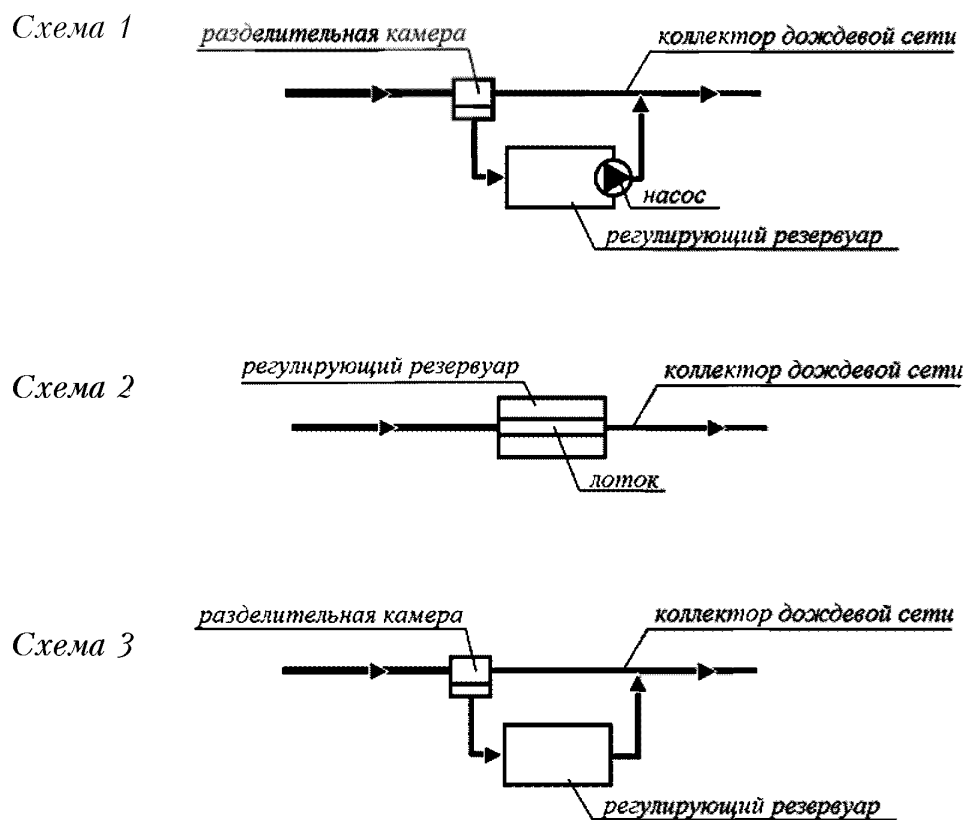 Схема 1
разделительная камера
коллектор дождевой сети
насос
регулирующий резервуар
Схема 2
регулирующий резервуар
коллектор дождевой сети
лоток
Схема 3
разделительная камера
коллектор дождевой сети
регулирующий резервуар